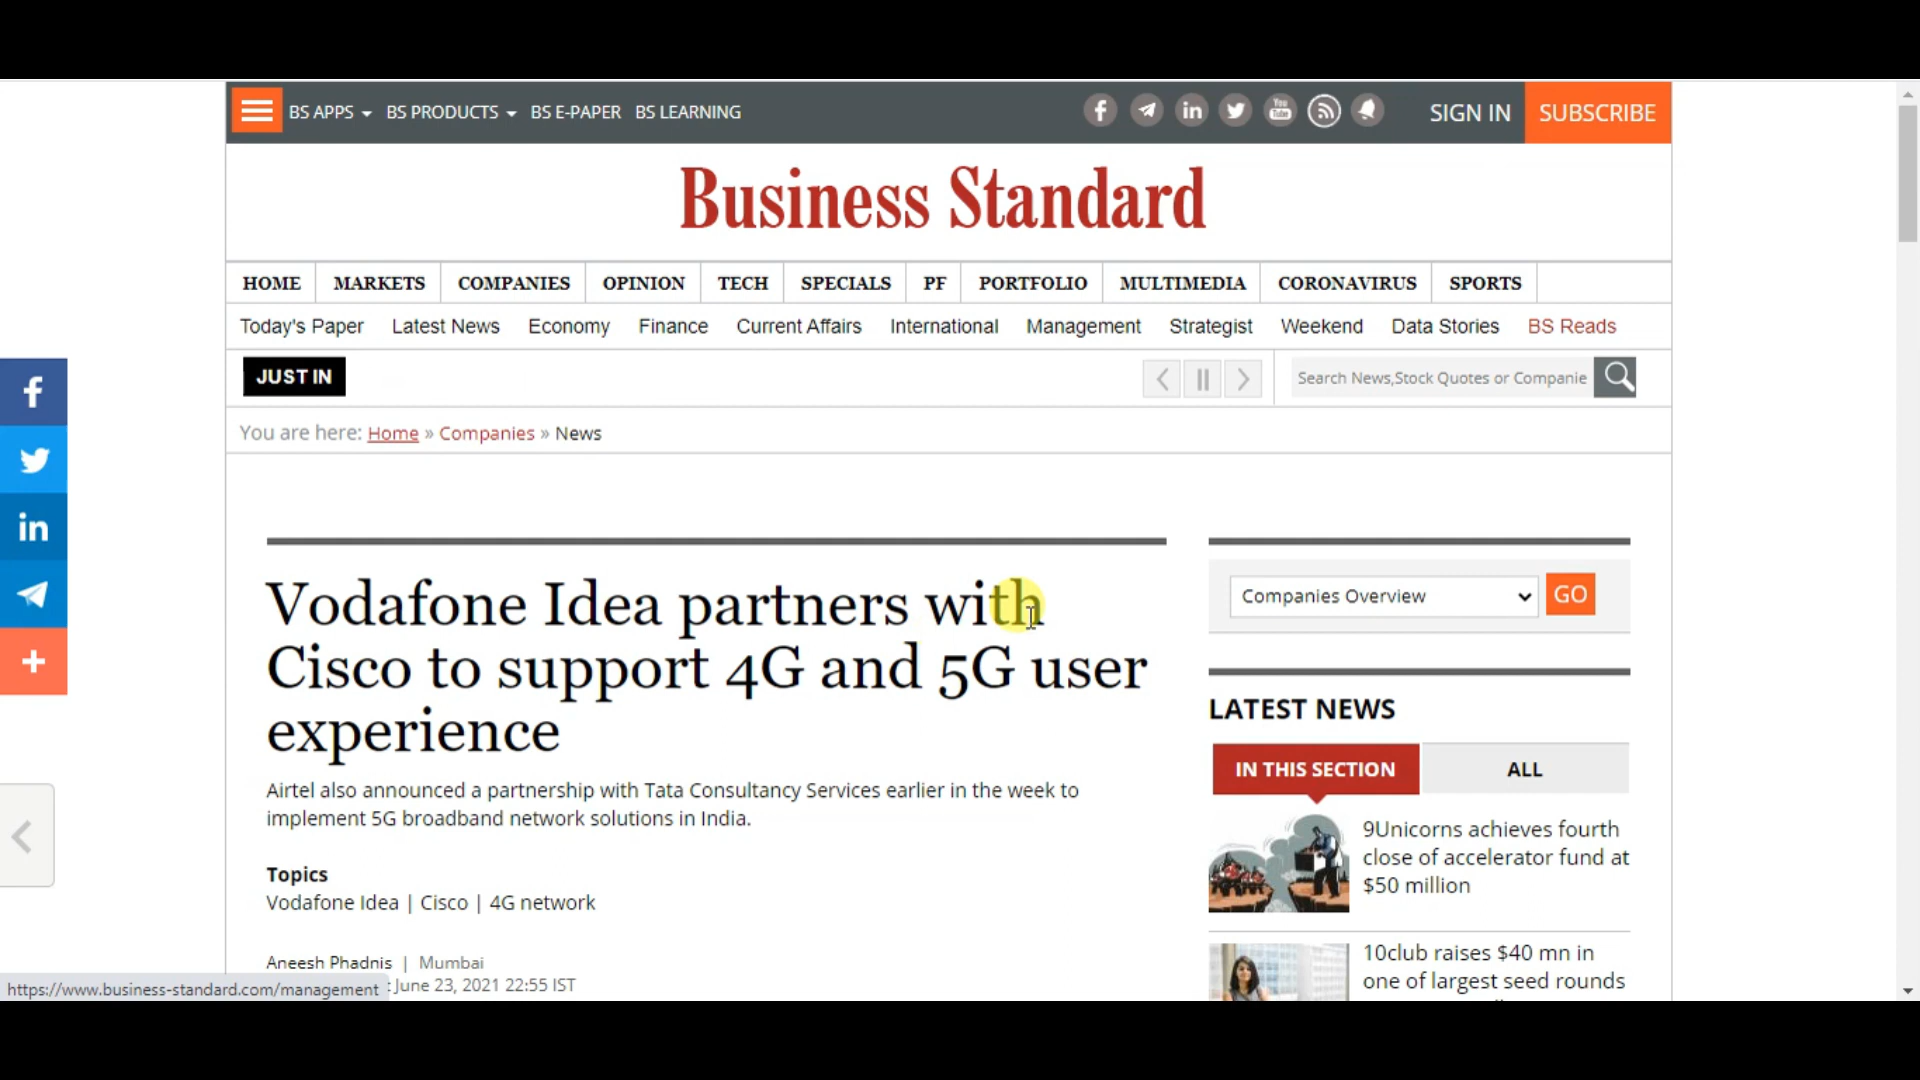 BS APPS BS PRODUCTS BS E-PAPER BS LEARNING
You Tube
SIGN IN SUBSCRIBE
Business Standard
HOME MARKETS COMPANIES OPINION TECH SPECIALS PF PORTFOLIO MULTIMEDIA CORONAVIRUS SPORTS
Today's Paper Latest News Economy Finance Current Affairs International Management Strategist Weekend Data Stories BS Reads
JUST IN
Search News,Stock Quotes or Companie
You are here: Home » Companies » News
Vodafone Idea partners with
Cisco to support 4G and 5G user
experience
Airtel also announced a partnership with Tata Consultancy Services earlier in the week to
implement 5G broadband network solutions in India.
Topics
Vodafone Idea | Cisco | 4G network
Aneesh Phadnis | Mumbai
: June 23, 2021 22:55 IST
Companies Overview GO
LATEST NEWS
IN THIS SECTION ALL
9Unicorns achieves fourth
close of accelerator fund at
$50 million
10club raises $40 mn in
one of largest seed rounds
https://www.business-standard.com/management